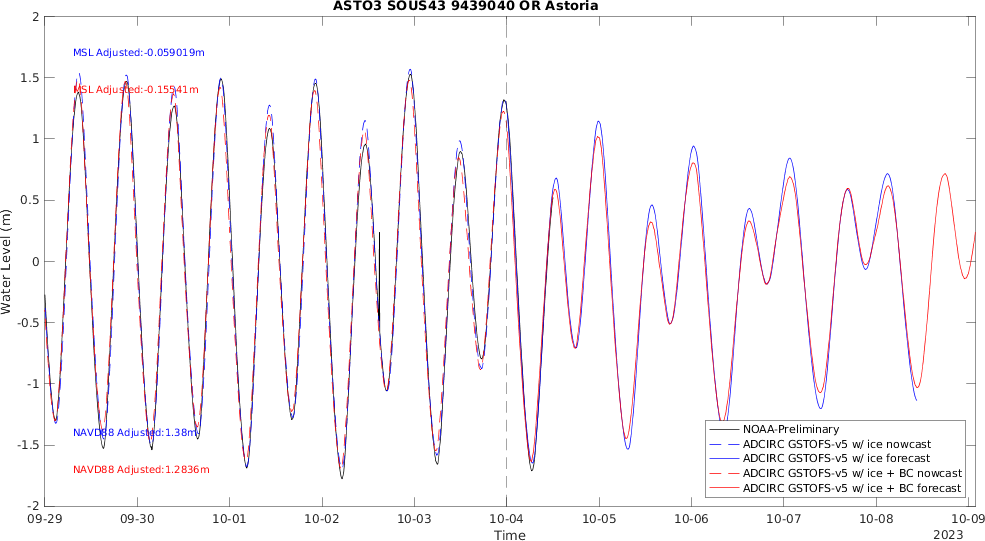 ASTO3 SOUS43 9439040 OR Astoria
2
1.5
1
0.5
0
-0.5
-1
-1.5
-2
Water Level (m)
MSL Adjusted:-0.059019m
MSL Adjusted:-0.15541m
NAVD88 Adjusted:1.38m
NAVD88 Adjusted:1.2836m
NOAA-Preliminary
ADCIRC GSTOFS-v5 w/ ice nowcast
ADCIRC GSTOFS-v5 w/ ice forecast
ADCIRC GSTOFS-v5 w/ ice + BC nowcast
ADCIRC GSTOFS-v5 w/ ice + BC forecast
09-29 09-30 10-01 10-02 10-03 10-04 10-05 10-06 10-07 10-08 10-09
Time
2023